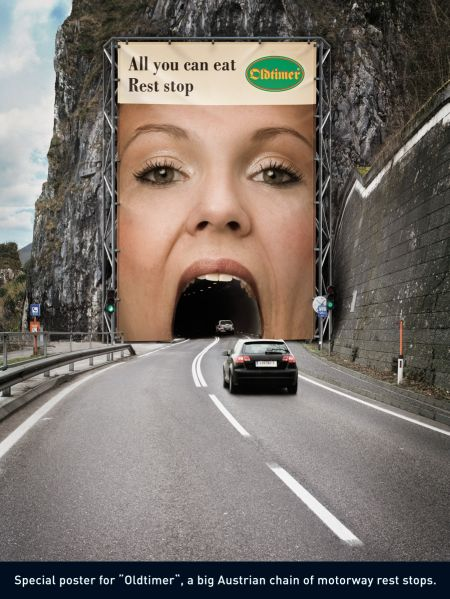 All you can eat
Rest stop
Oldtimer
Special poster for "Oldtimer", a big Austrian chain of motorway rest stops.